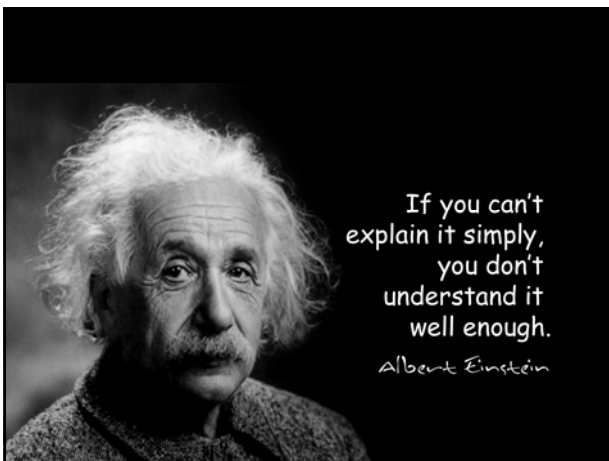 If you can't
explain it simply,
you don't
understand it
well enough.
Albert Einstein